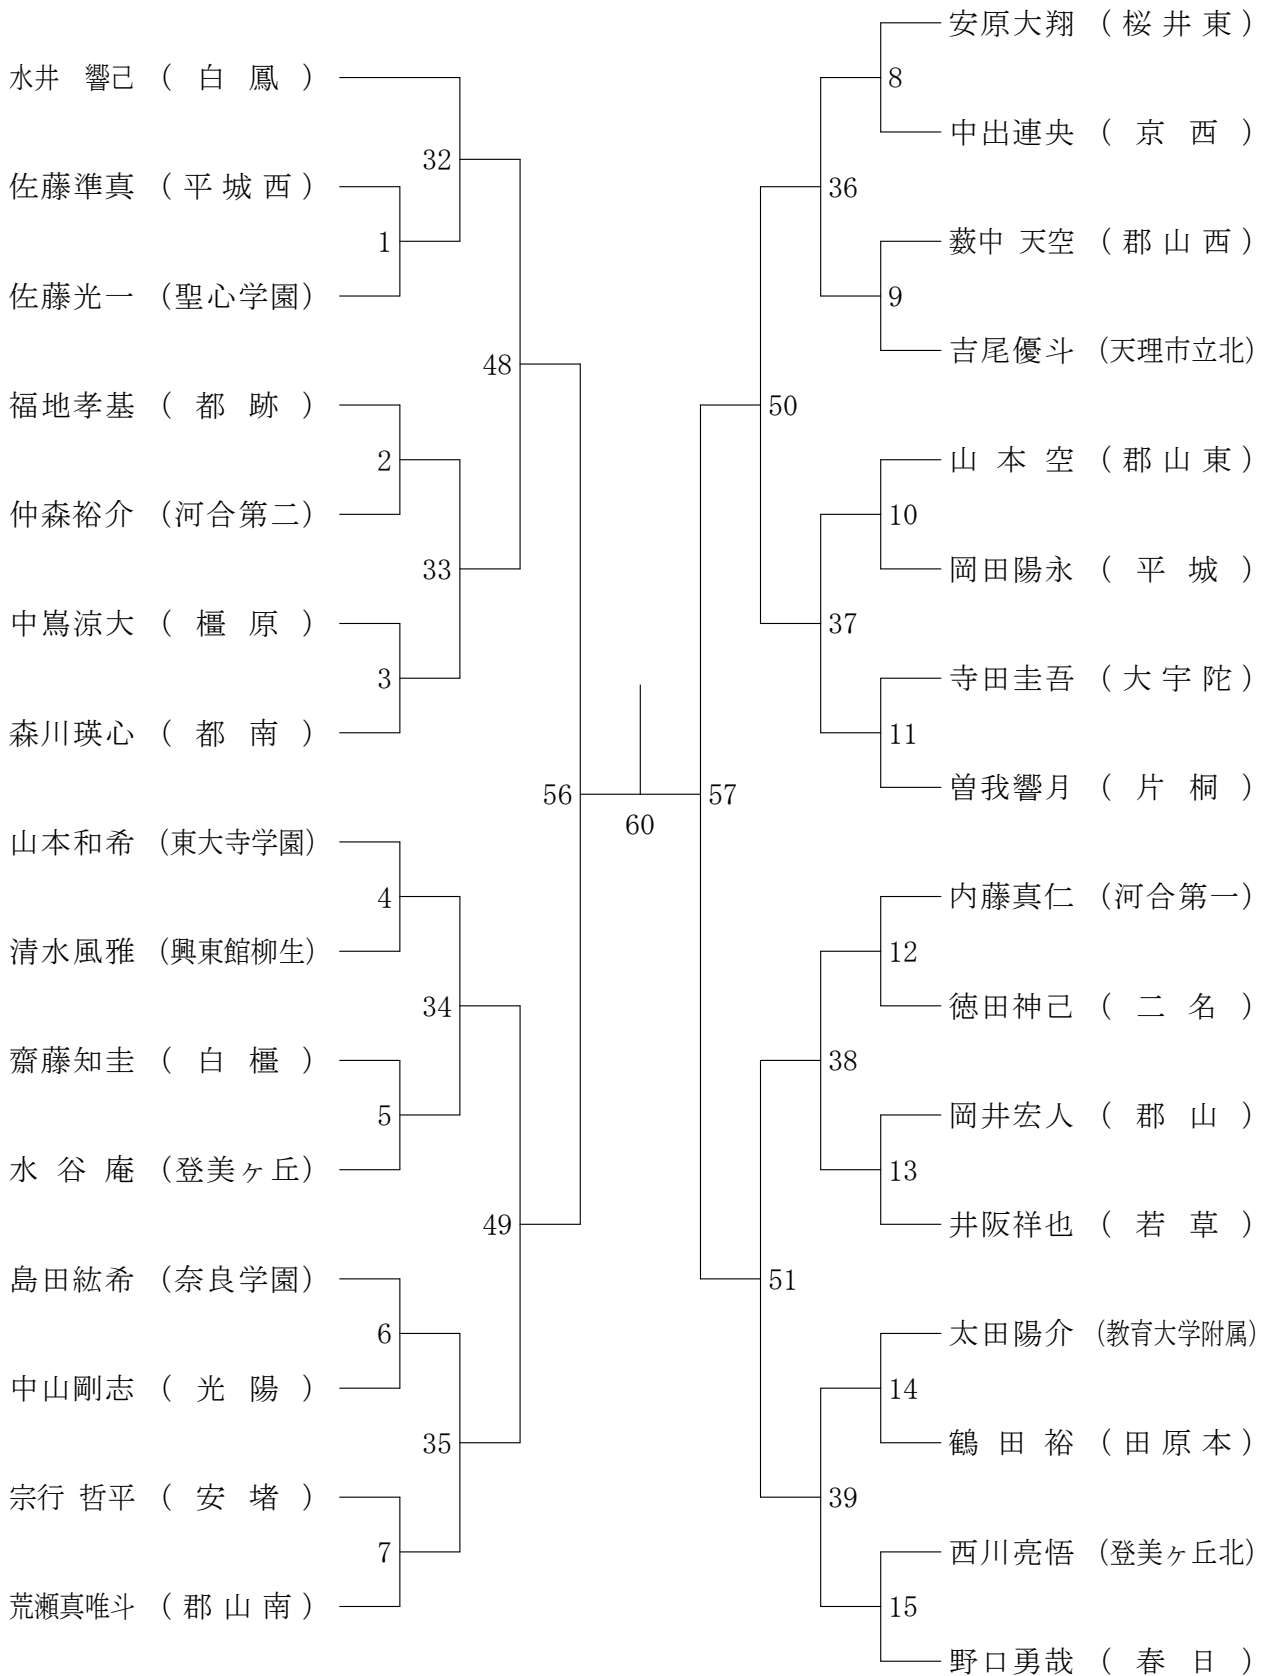 水井 響己 ( 白 鳳 )
32
佐藤準真 ( 平 城 西 )
1
佐藤光一 (聖心学園)
48
福地孝基 ( 都 跡 )
2
仲森裕介 (河合第二)
33
中嶌涼大 ( 橿 原 )
3
森川瑛心 ( 都 南 )
56
山本和希 (東大寺学園)
4
清水風雅 (興東館柳生)
34
齋藤知圭 ( 白 橿 )
5
水 谷 庵 (登美ヶ丘)
49
島田紘希 (奈良学園)
6
中山剛志 ( 光 陽 )
35
宗行 哲平 ( 安 堵 )
7
荒瀬真唯斗 ( 郡 山 南 )
60
安原大翔 ( 桜 井 東 )
8
中出連央 ( 京 西 )
36
薮中 天空 ( 郡 山 西 )
9
吉尾優斗 (天理市立北)
50
山 本 空 ( 郡 山 東 )
10
岡田陽永 ( 平 城 )
37
寺田圭吾 ( 大 宇 陀 )
11
曽我響月 ( 片 桐 )
57
内藤真仁 (河合第一)
12
徳田神己 ( 二 名 )
38
岡井宏人 ( 郡 山 )
13
井阪祥也 ( 若 草 )
51
太田陽介 (教育大学附属)
14
鶴 田 裕 ( 田 原 本 )
39
西川亮悟 (登美ヶ丘北)
15
野口勇哉 ( 春 日 )